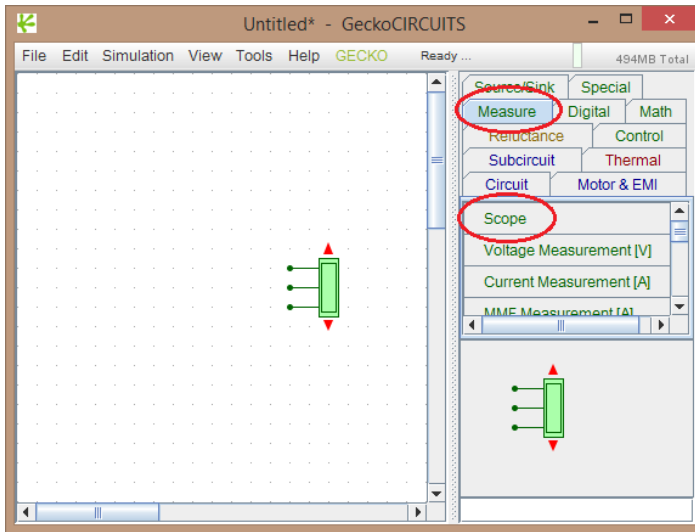 Untitled* - GeckoCIRCUITS
File Edit Simulation View Tools Help GECKO Ready ... 494MB Total
Source/Sink Special
Measure Digital Math
Reluctance Control
Subcircuit Thermal
Circuit Motor & EMI
Scope
Voltage Measurement [V]
Current Measurement [A]
MMF Measurement [A]